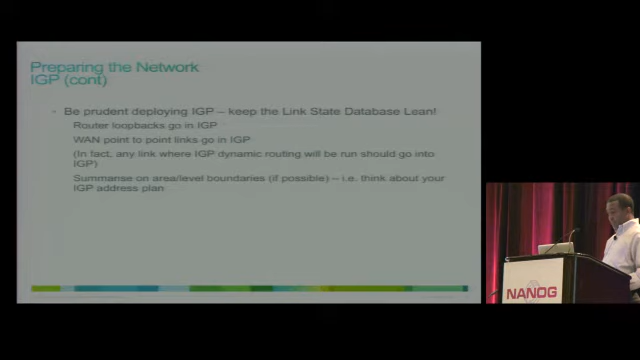 Preparing the Network
IGP (cont)
Be prudent deploying IGP – keep the Link State Database Lean!
Router loopbacks go in IGP
WAN point to point links go in IGP
(In fact, any link where IGP dynamic routing will be run should go into
IGP)
Summarise on area/level boundaries (if possible) – i.e. think about your
IGP address plan
NANOG